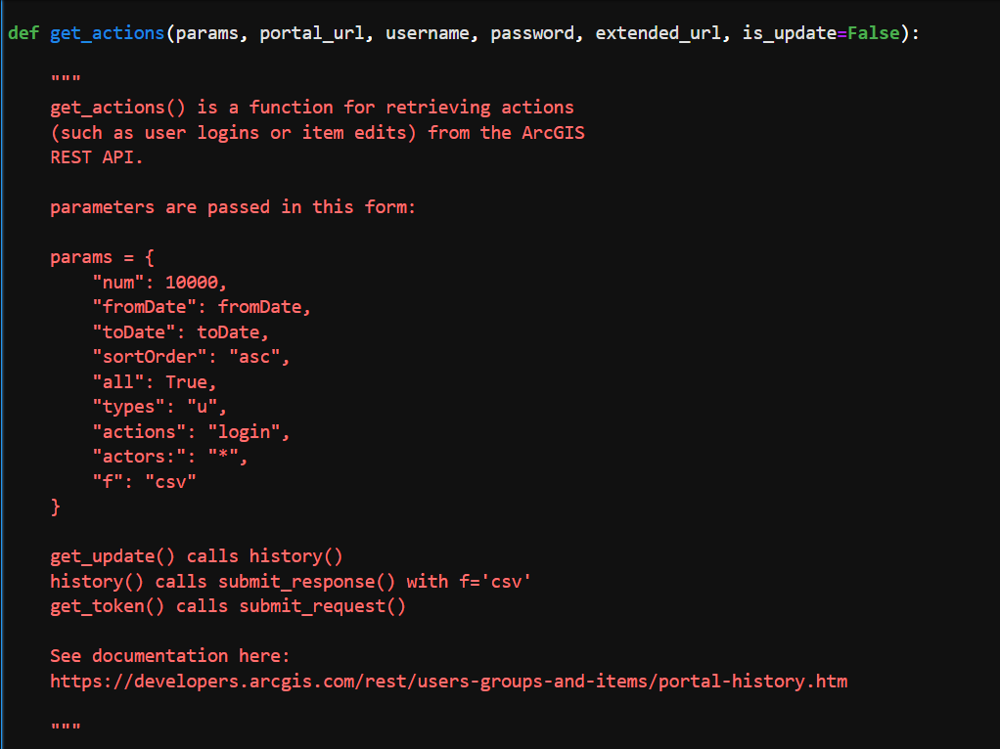 def get_actions(params, portal_url, username, password, extended_url, is_update=False):
"""
get_actions() is a function for retrieving actions
(such as user logins or item edits) from the ArcGIS
REST API.
parameters are passed in this form:
params = {
"num": 10000,
"fromDate": fromDate,
"toDate": toDate,
"sortOrder": "asc",
"all": True,
"types": "u",
"actions": "login",
"actors:": "*",
"f": "csv"
}
get_update() calls history()
history() calls submit_response() with f='csv'
get_token() calls submit_request()
See documentation here:
https://developers.arcgis.com/rest/users-groups-and-items/portal-history.htm
"""